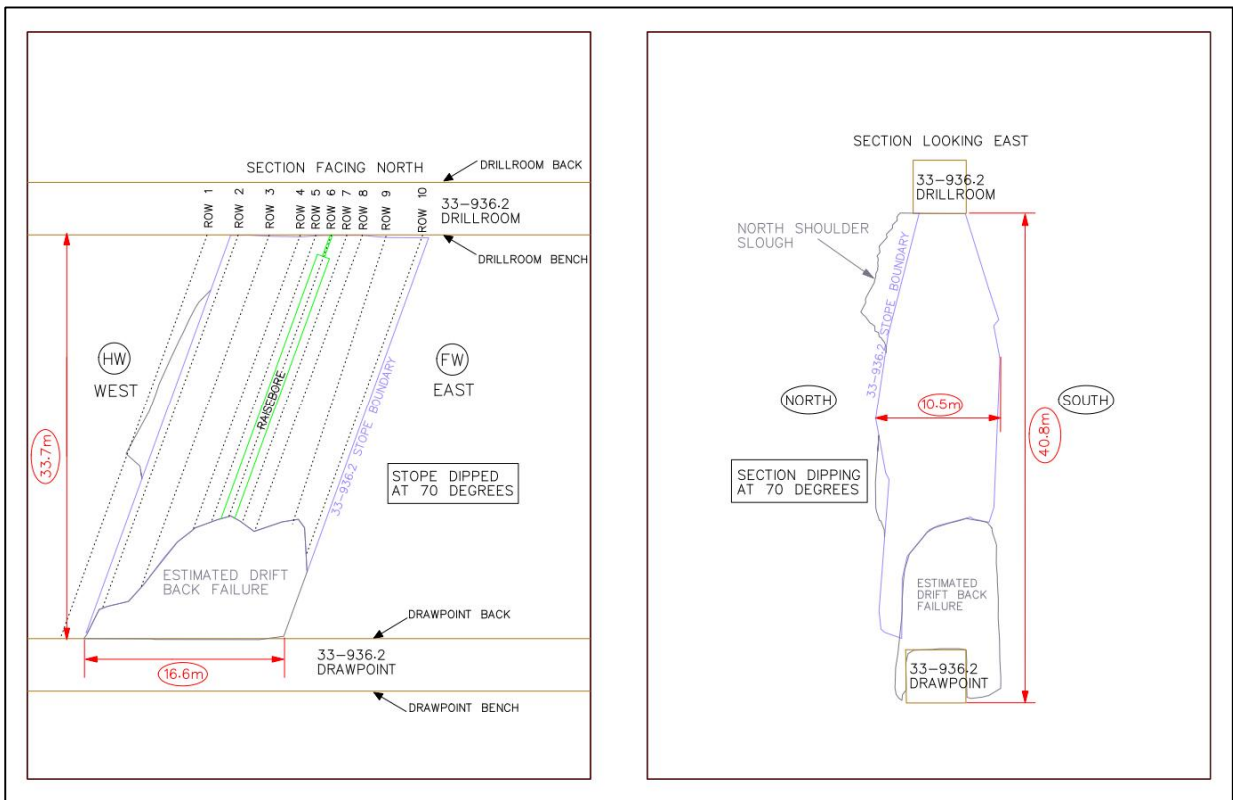 SECTION FACING NORTH
DRILLROOM BACK
ROW 1
ROW 2
ROW 3
ROW 4
ROW 5
ROW 6
ROW 7
ROW 8
ROW 9
ROW 10
33-936.2
DRILLROOM
DRILLROOM BENCH
HW
WEST
FW
EAST
RAISEBORE
33-936.2 STOPE BOUNDARY
33.7m
STOPE DIPPED
AT 70 DEGREES
ESTIMATED DRIFT
BACK FAILURE
DRAWPOINT BACK
33-936.2
DRAWPOINT
16.6m
DRAWPOINT BENCH
SECTION LOOKING EAST
33-936.2
DRILLROOM
NORTH SHOULDER
SLOUGH
33-936.2 STOPE BOUNDARY
NORTH
10.5m
SOUTH
40.8m
SECTION DIPPING
AT 70 DEGREES
ESTIMATED
DRIFT BACK
FAILURE
33-936.2
DRAWPOINT